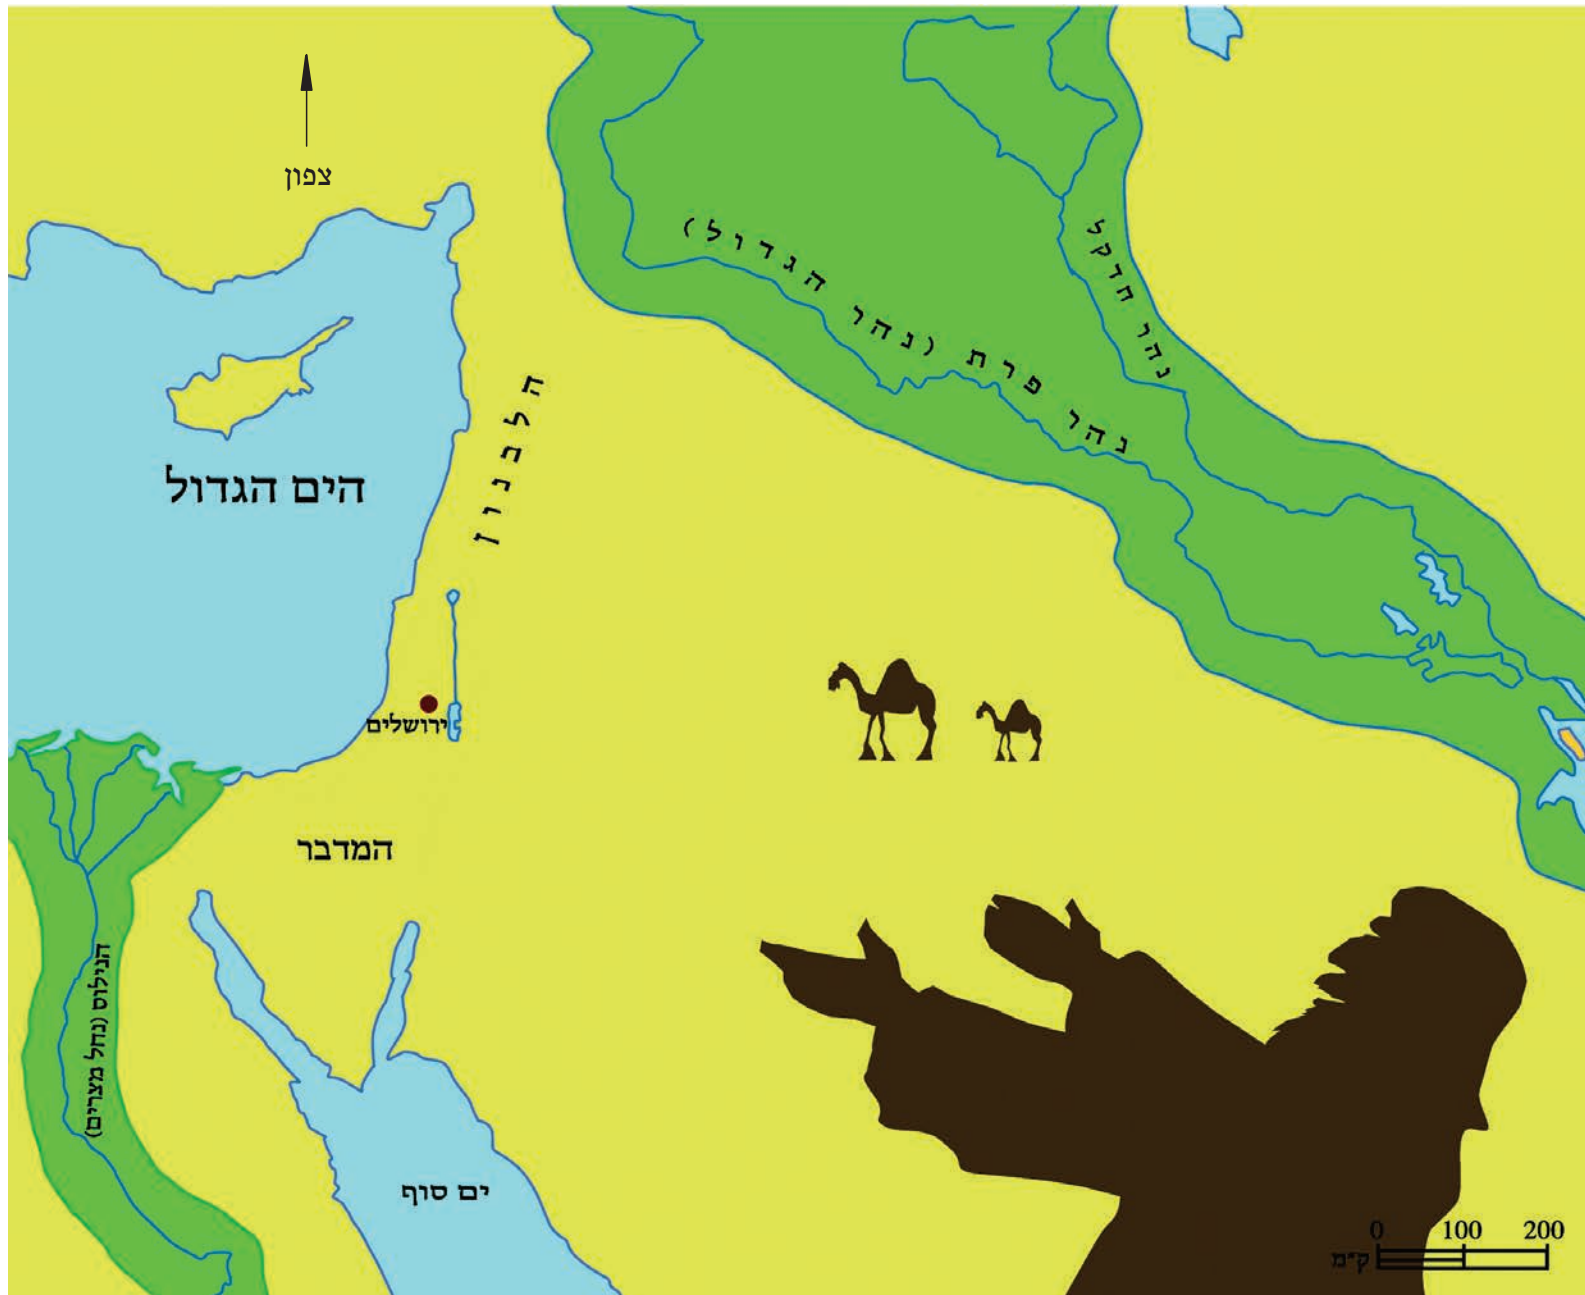 צפון
נהר חדקל
נהר פרת (נהר הגדול)
הלבנון
הים הגדול
ירושלים
המדבר
הנילוס (נחל מצרים)
ים סוף
0 100 200
ק״מ